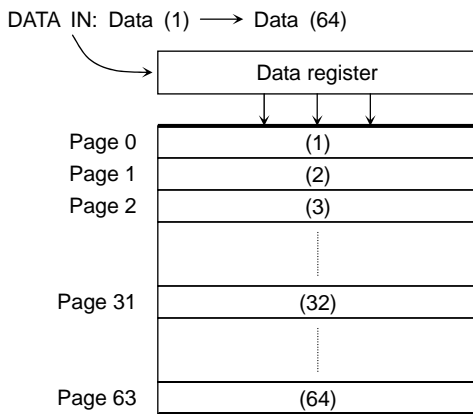 DATA IN: Data (1) ⟶ Data (64)
Data register
Page 0 (1)
Page 1 (2)
Page 2 (3)
Page 31 (32)
Page 63 (64)